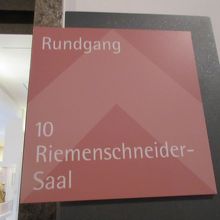 Rundgang
10
Riemenschneider-
Saal